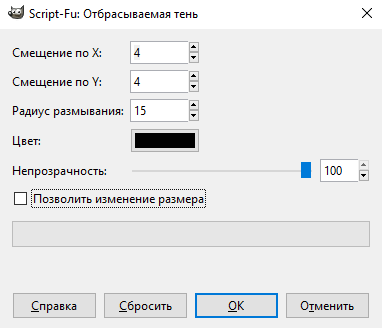 Script-Fu: Отбрасываемая тень
Смещение по X: 4
Смещение по Y: 4
Радиус размывания: 15
Цвет:
Непрозрачность: 100
Позволить изменение размера
Справка Сбросить OK Отменить